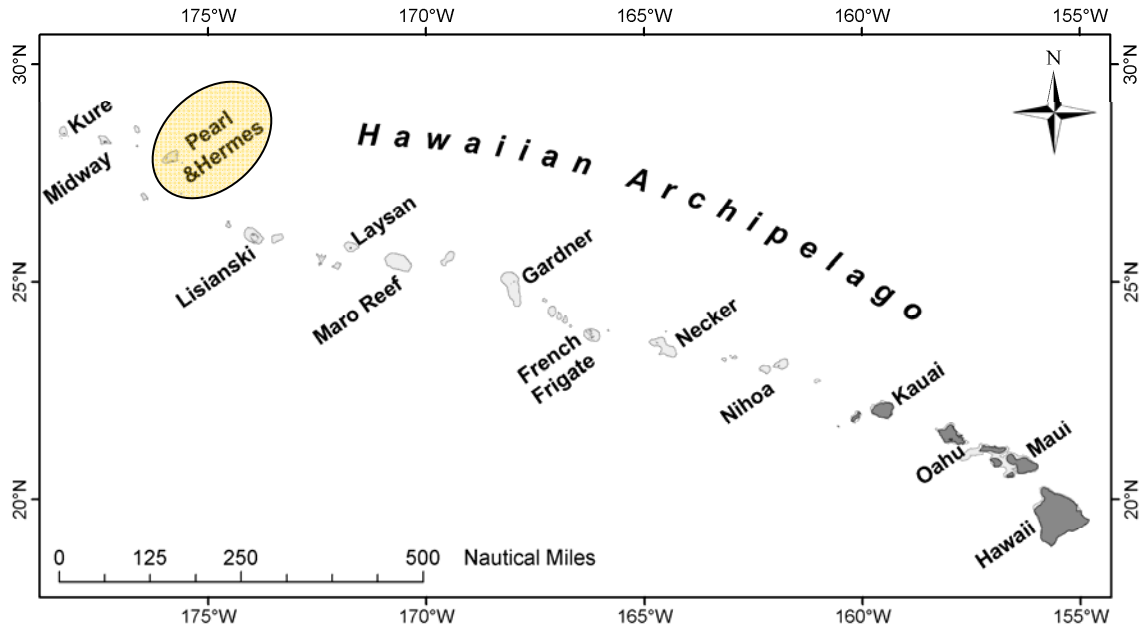 175°W 170°W 165°W 160°W 155°W
30°N 30°N
N
Kure
Pearl
&Hermes
Midway
Hawaiian Archipelago
Laysan
Lisianski
Gardner
25°N 25°N
Maro Reef
Necker
French
Frigate
Nihoa
Kauai
Maui
Oahu
20°N 20°N
Hawaii
0 125 250 500 Nautical Miles
175°W 170°W 165°W 160°W 155°W